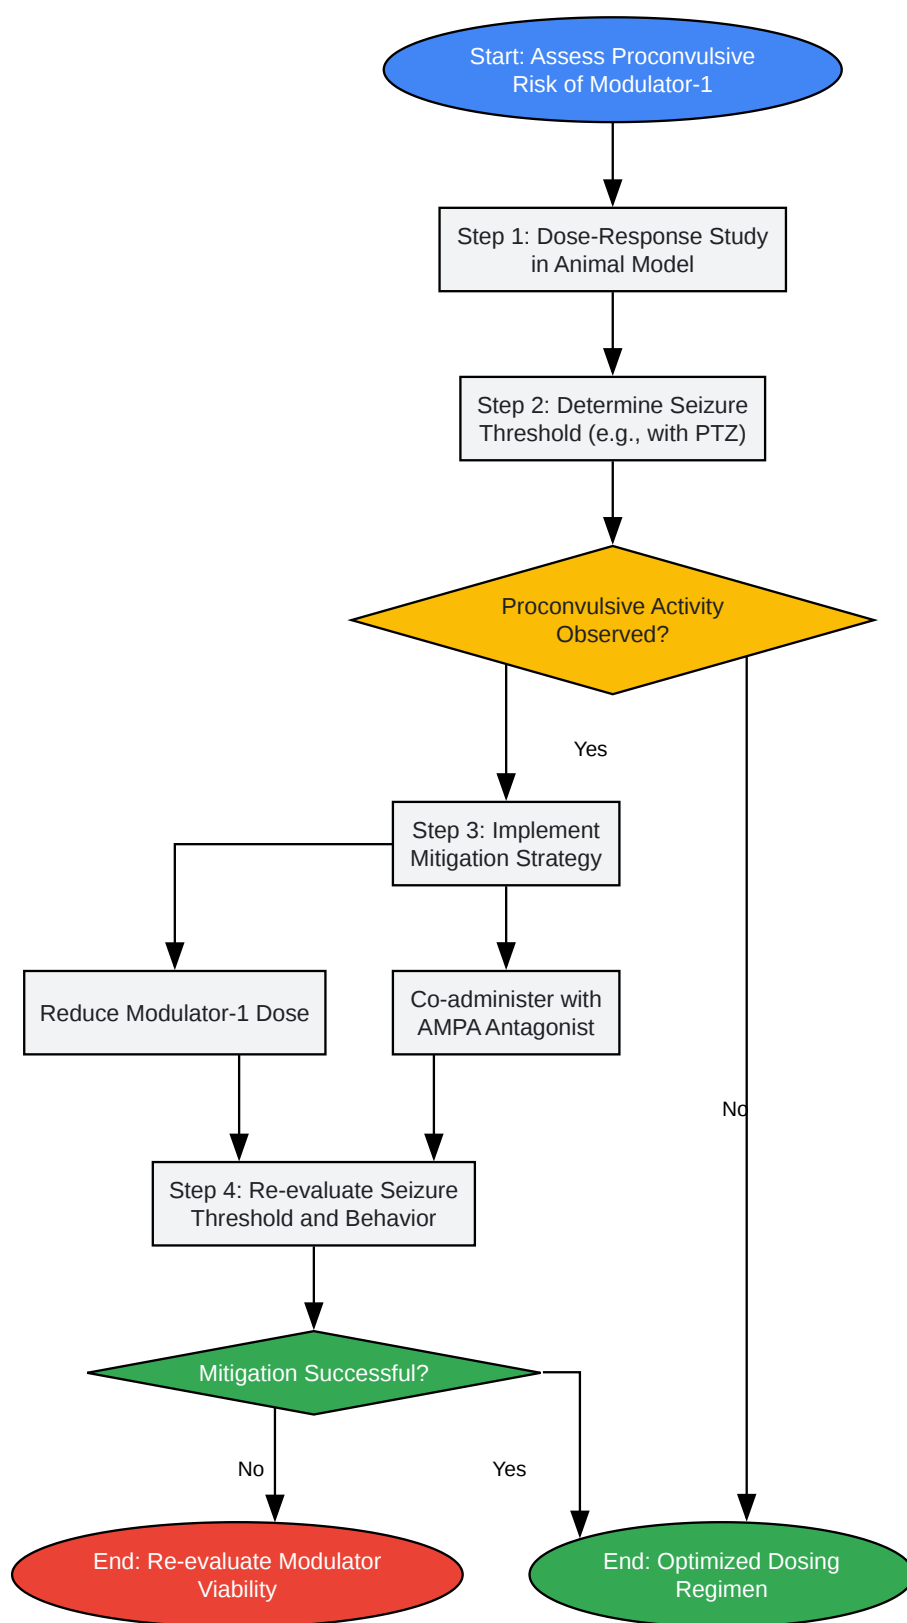 Start: Assess Proconvulsive
Risk of Modulator-1
Step 1: Dose-Response Study
in Animal Model
Step 2: Determine Seizure
Threshold (e.g., with PTZ)
Proconvulsive Activity
Observed?
Yes
Step 3: Implement
Mitigation Strategy
Reduce Modulator-1 Dose
Co-administer with
AMPA Antagonist
No
Step 4: Re-evaluate Seizure
Threshold and Behavior
Mitigation Successful?
No
Yes
End: Re-evaluate Modulator
Viability
End: Optimized Dosing
Regimen